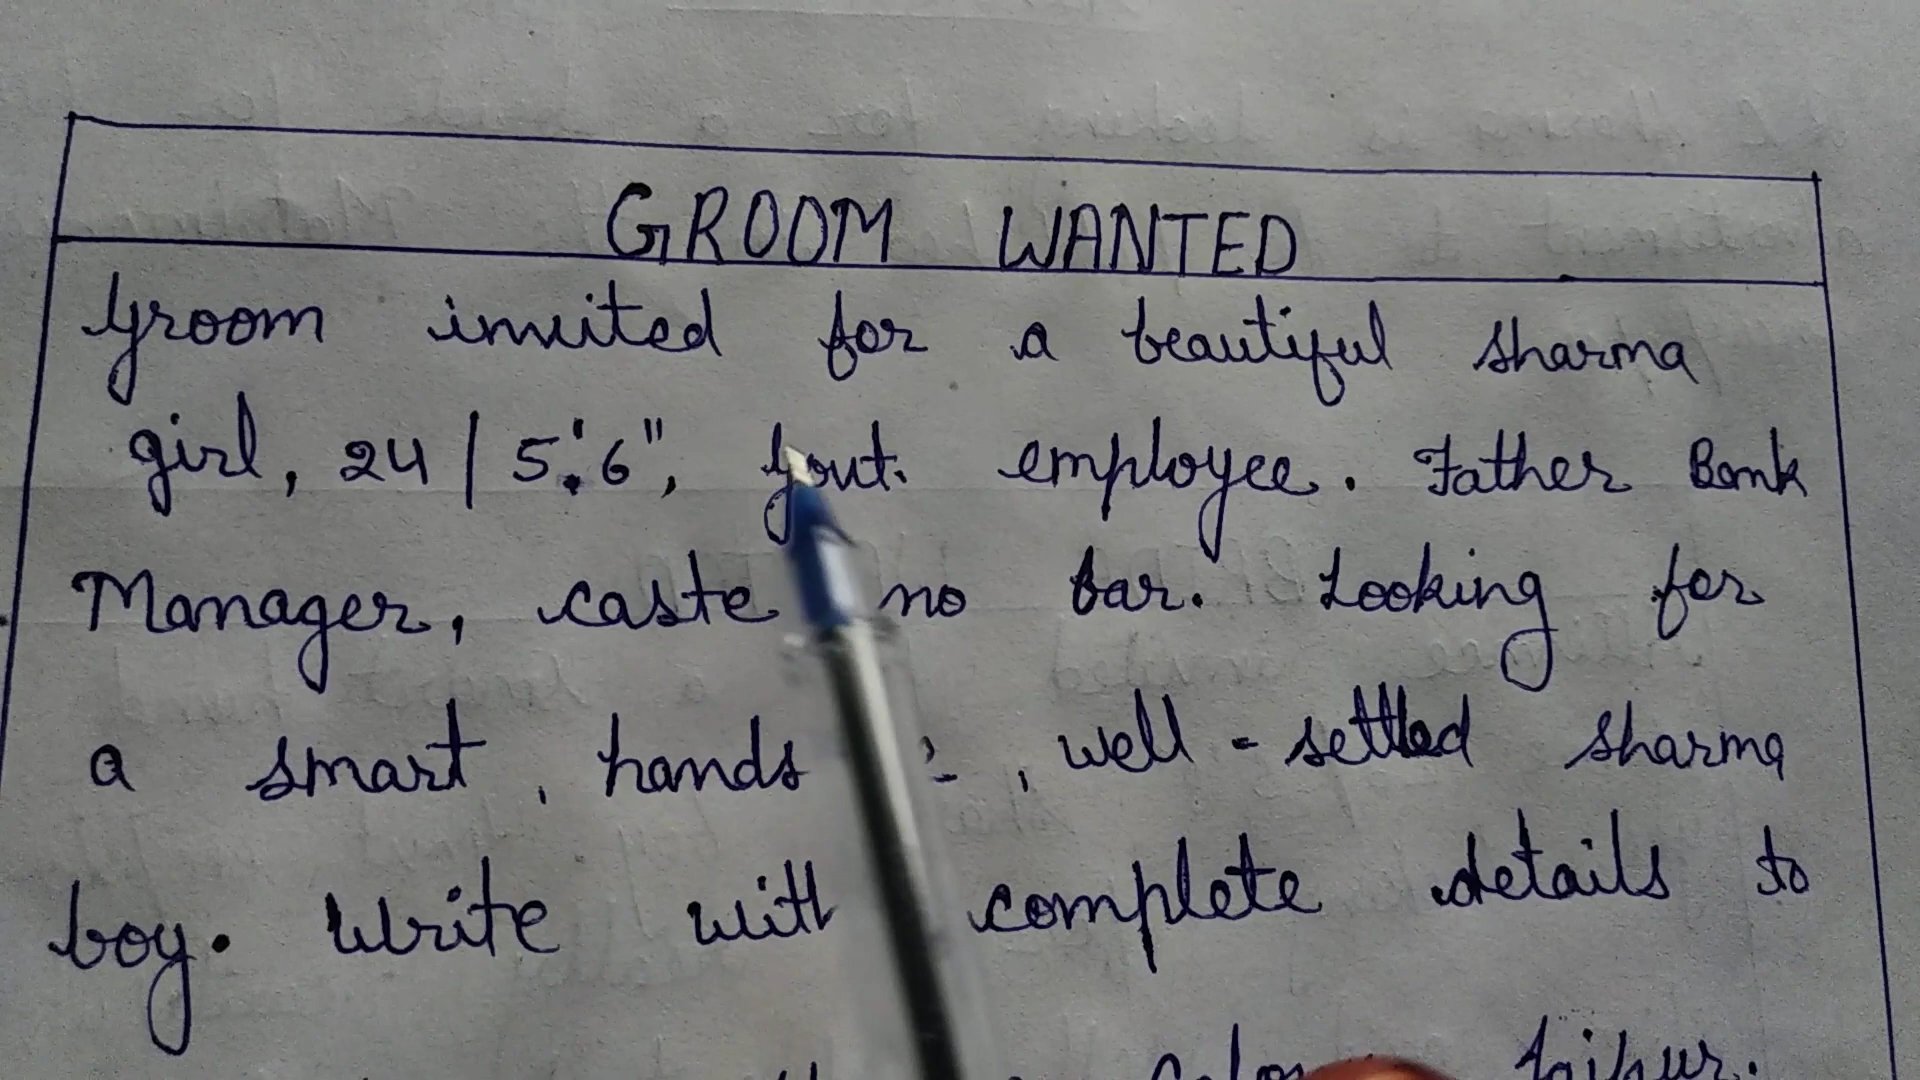 GROOM WANTED
Groom invited for a beautiful Sharma
girl, 24 / 5'.6", Govt. employee. Father Bank
Manager, caste no bar. Looking for
a smart, hands , well-settled Sharma
boy. Write with complete details to
Jaipur.